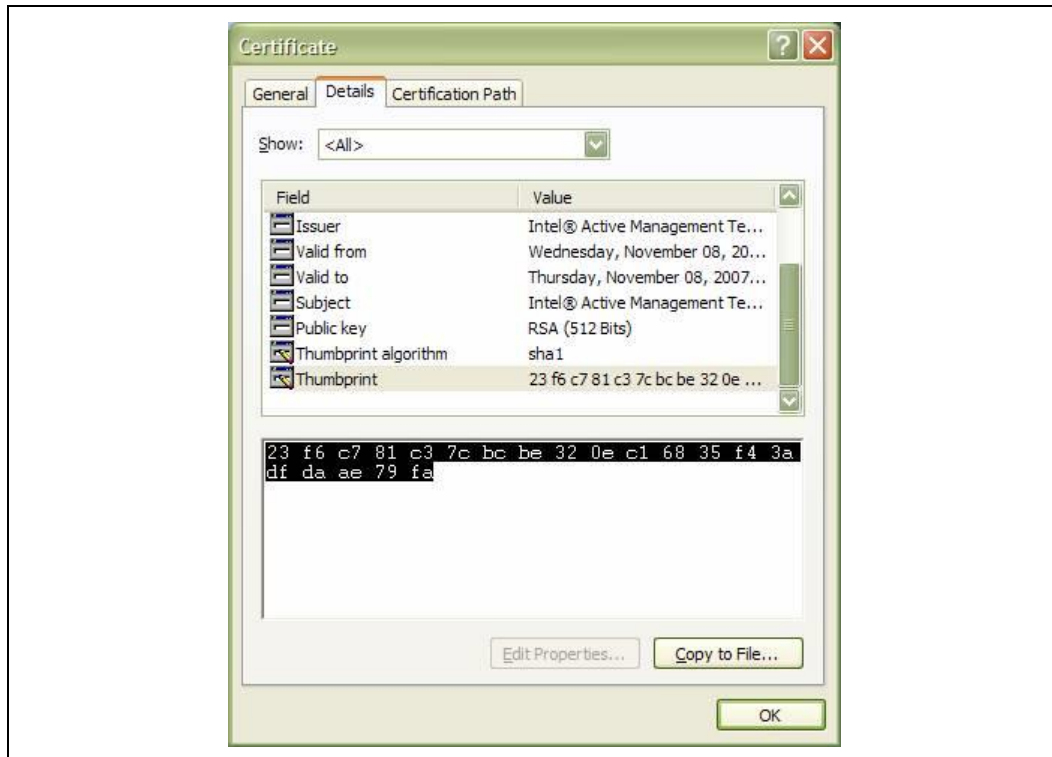 Certificate
General Details Certification Path
Show: <All>
Field Value
Issuer Intel® Active Management Te...
Valid from Wednesday, November 08, 20...
Valid to Thursday, November 08, 2007...
Subject Intel® Active Management Te...
Public key RSA (512 Bits)
Thumbprint algorithm sha1
Thumbprint 23 f6 c7 81 c3 7c bc be 32 0e ...
23 f6 c7 81 c3 7c bc be 32 0e c1 68 35 f4 3a
df da ae 79 fa
Edit Properties... Copy to File...
OK